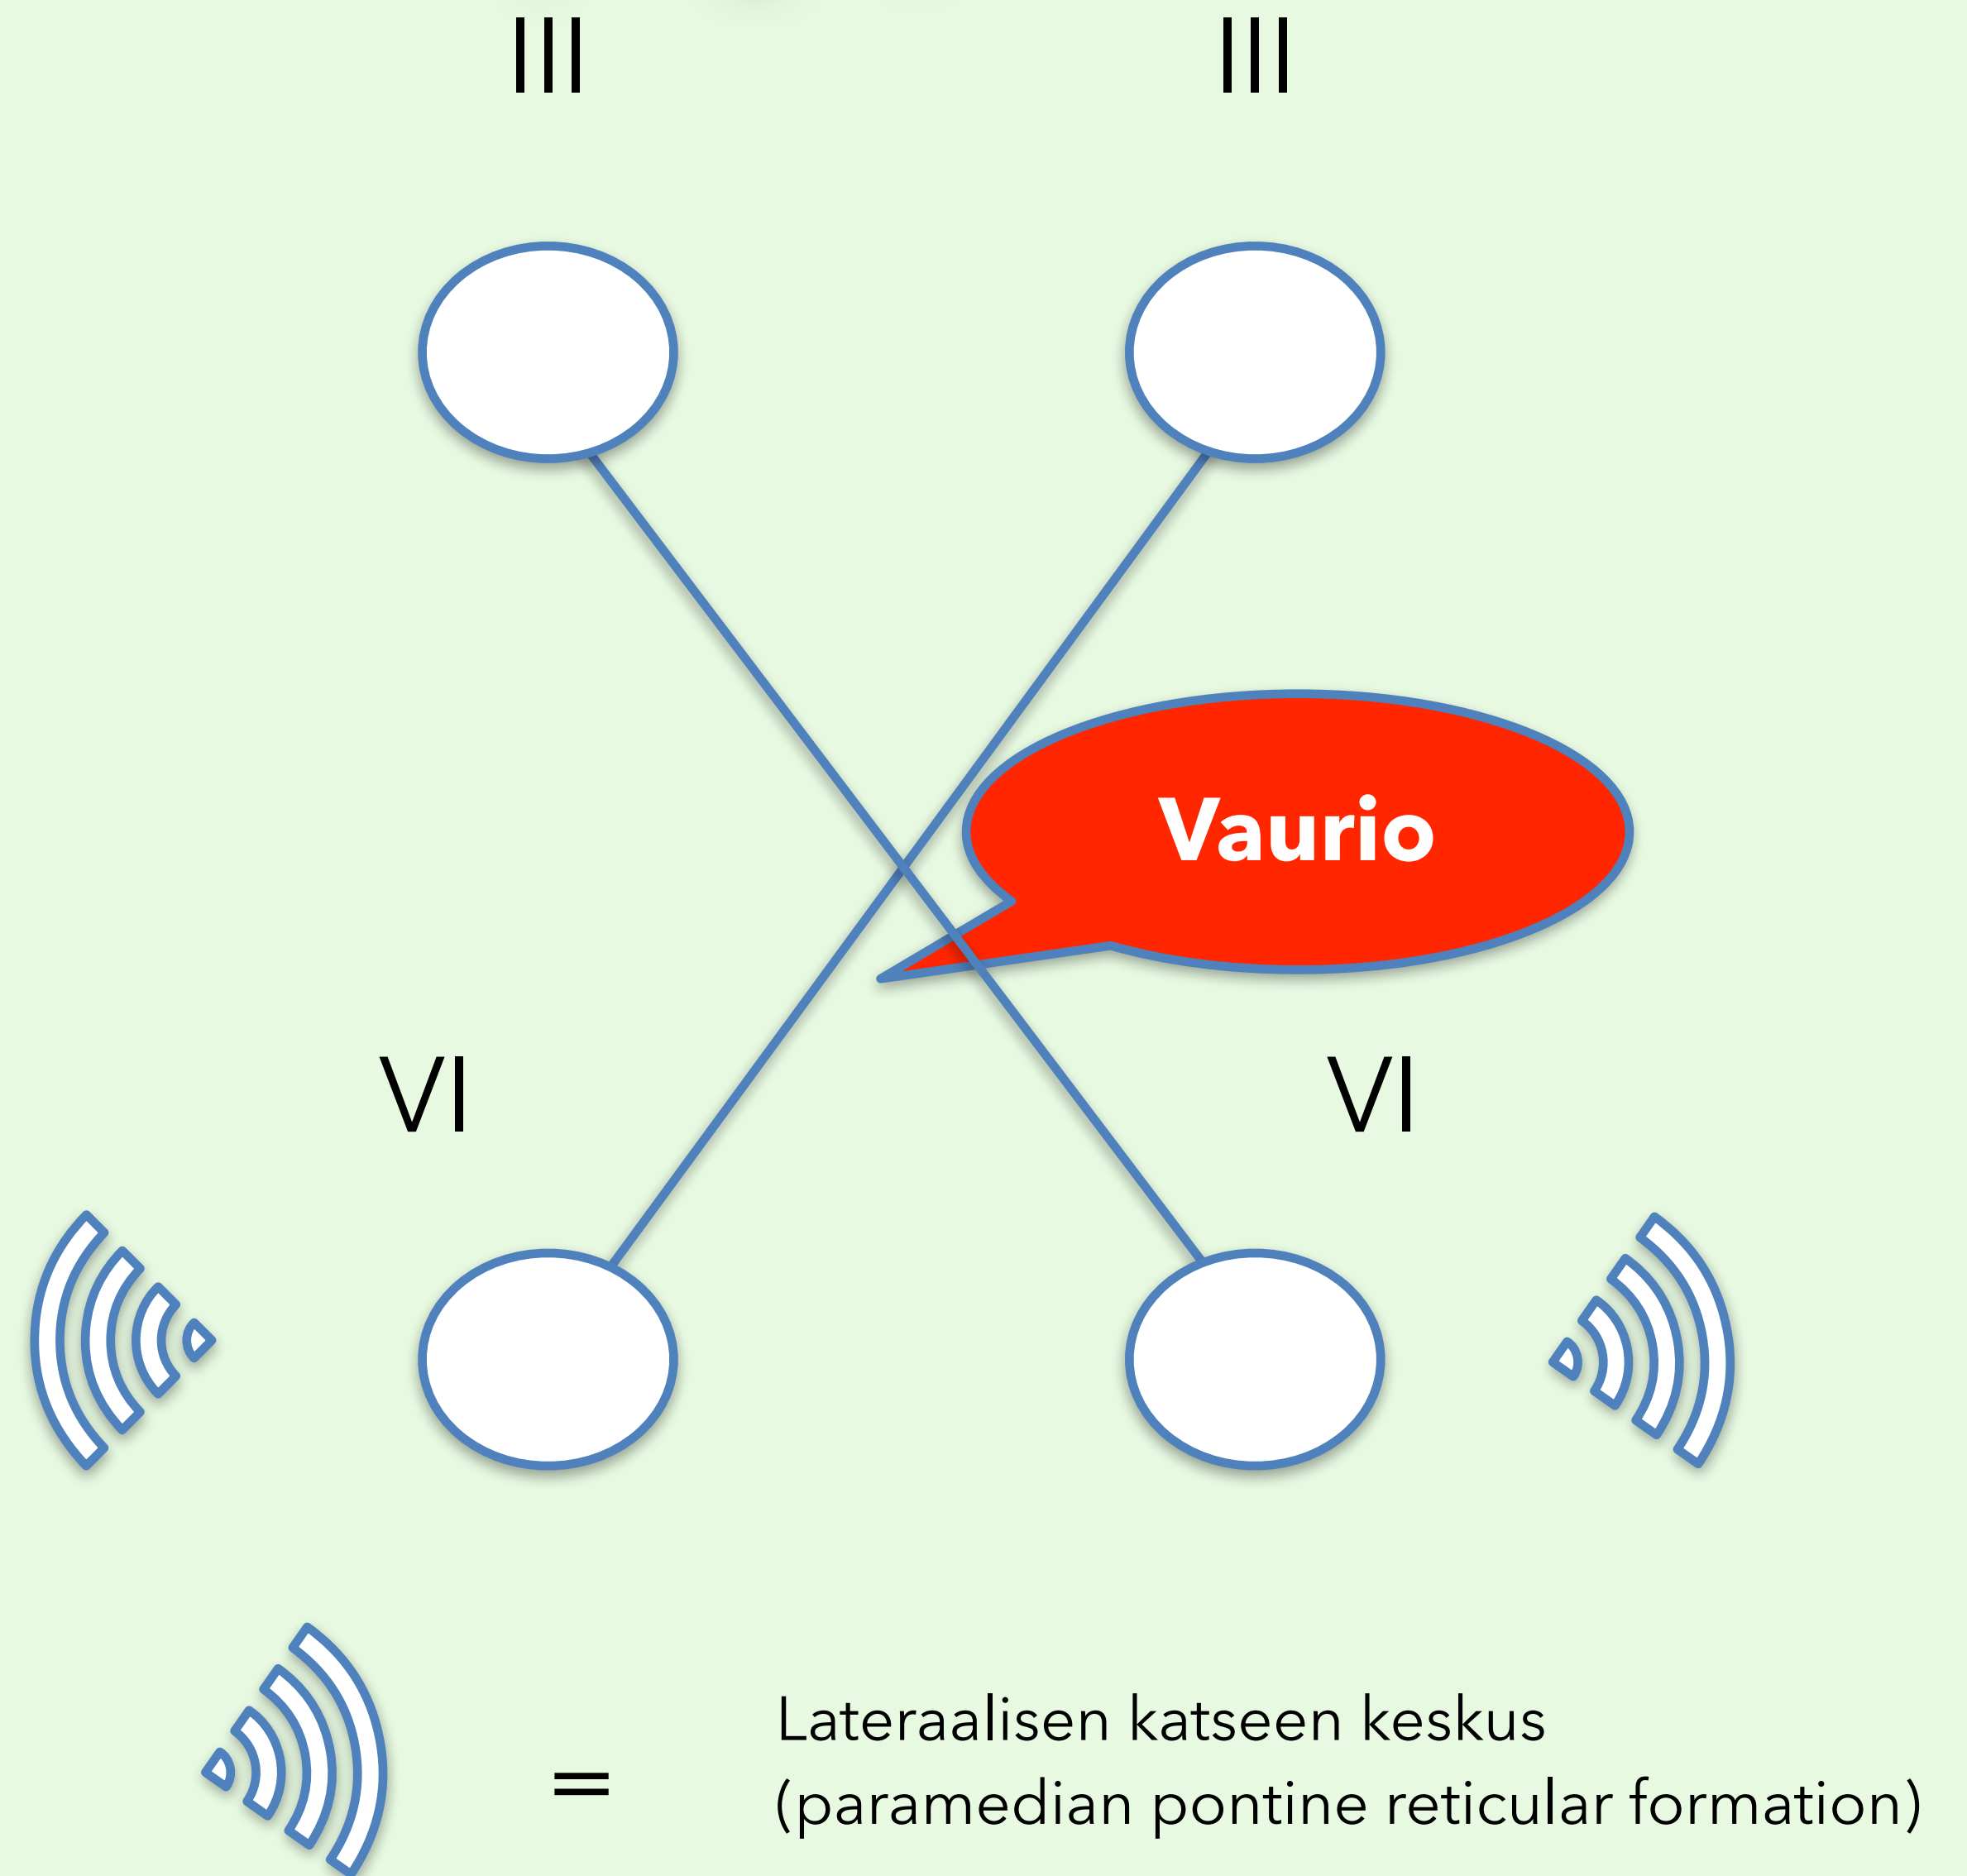 III III
Vaurio
VI VI
=
Lateraalisen katseen keskus
(paramedian pontine reticular formation)